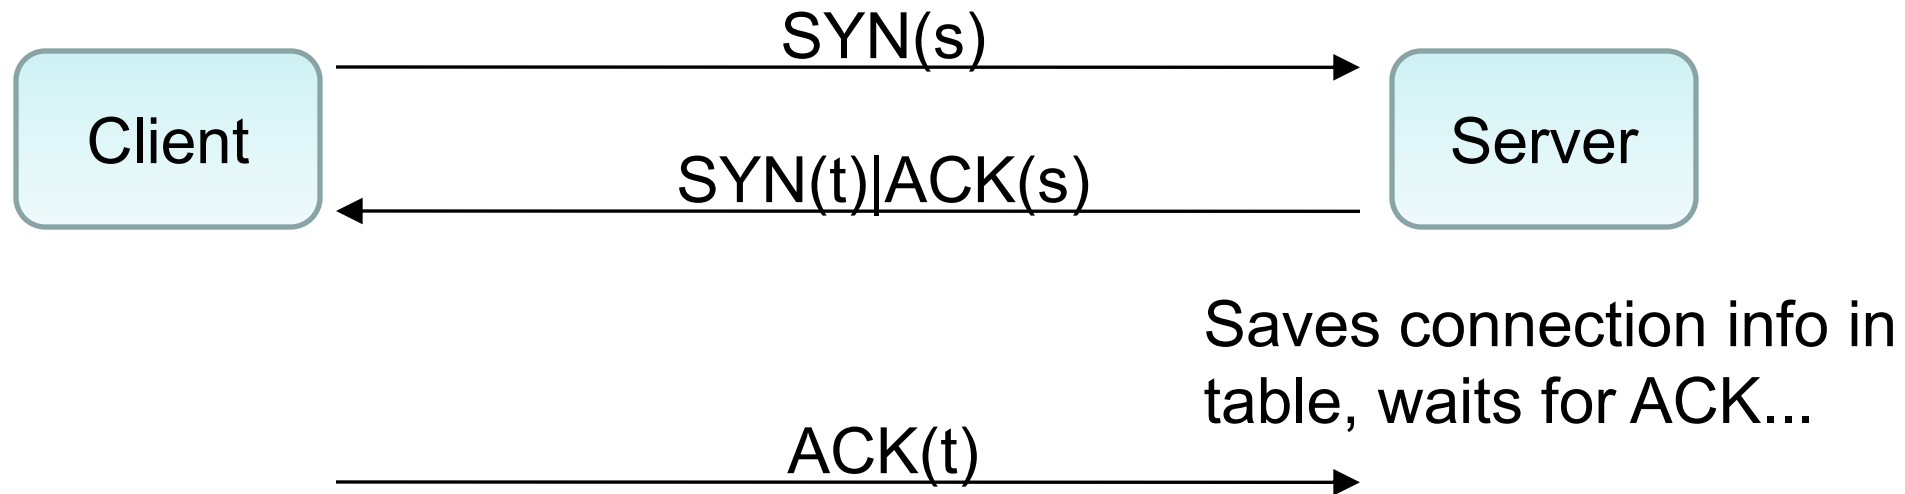 SYN(s)
Client
Server
SYN(t)|ACK(s)
Saves connection info in
table, waits for ACK...
ACK(t)